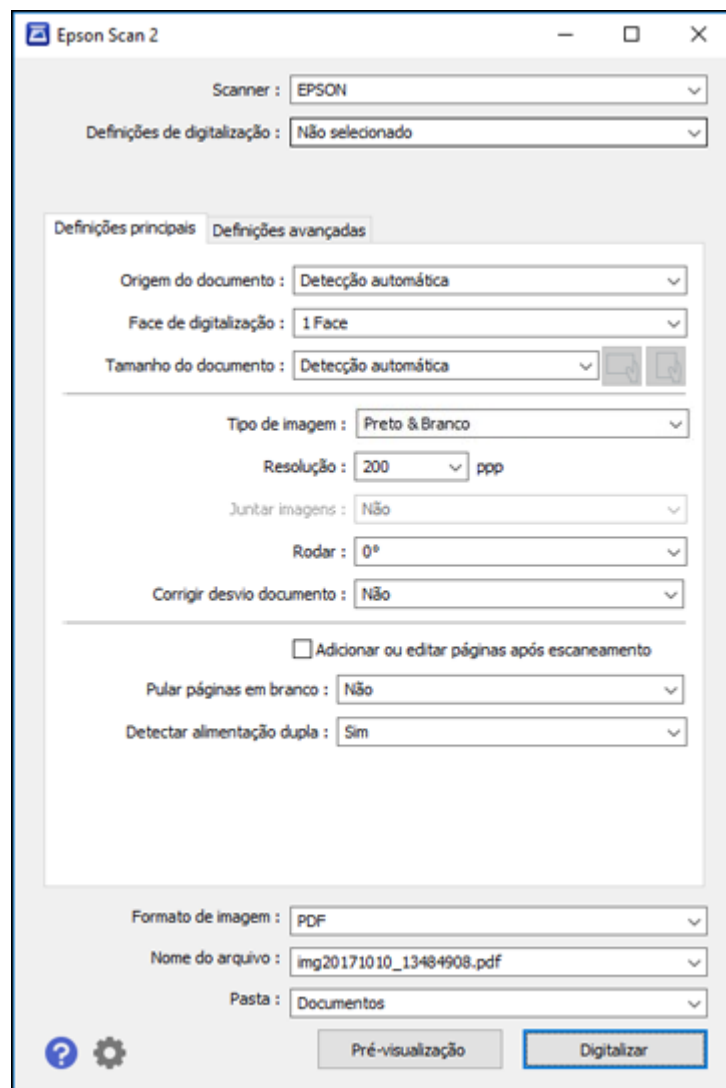 Epson Scan 2
Scanner : EPSON
Definições de digitalização : Não selecionado
Definições principais Definições avançadas
Origem do documento : Detecção automática
Face de digitalização : 1 Face
Tamanho do documento : Detecção automática
Tipo de imagem : Preto & Branco
Resolução : 200 ppp
Juntar imagens : Não
Rodar : 0°
Corrigir desvio documento : Não
Adicionar ou editar páginas após escaneamento
Pular páginas em branco : Não
Detectar alimentação dupla : Sim
Formato de imagem : PDF
Nome do arquivo : img20171010_13484908.pdf
Pasta : Documentos
? Pré-visualização Digitalizar